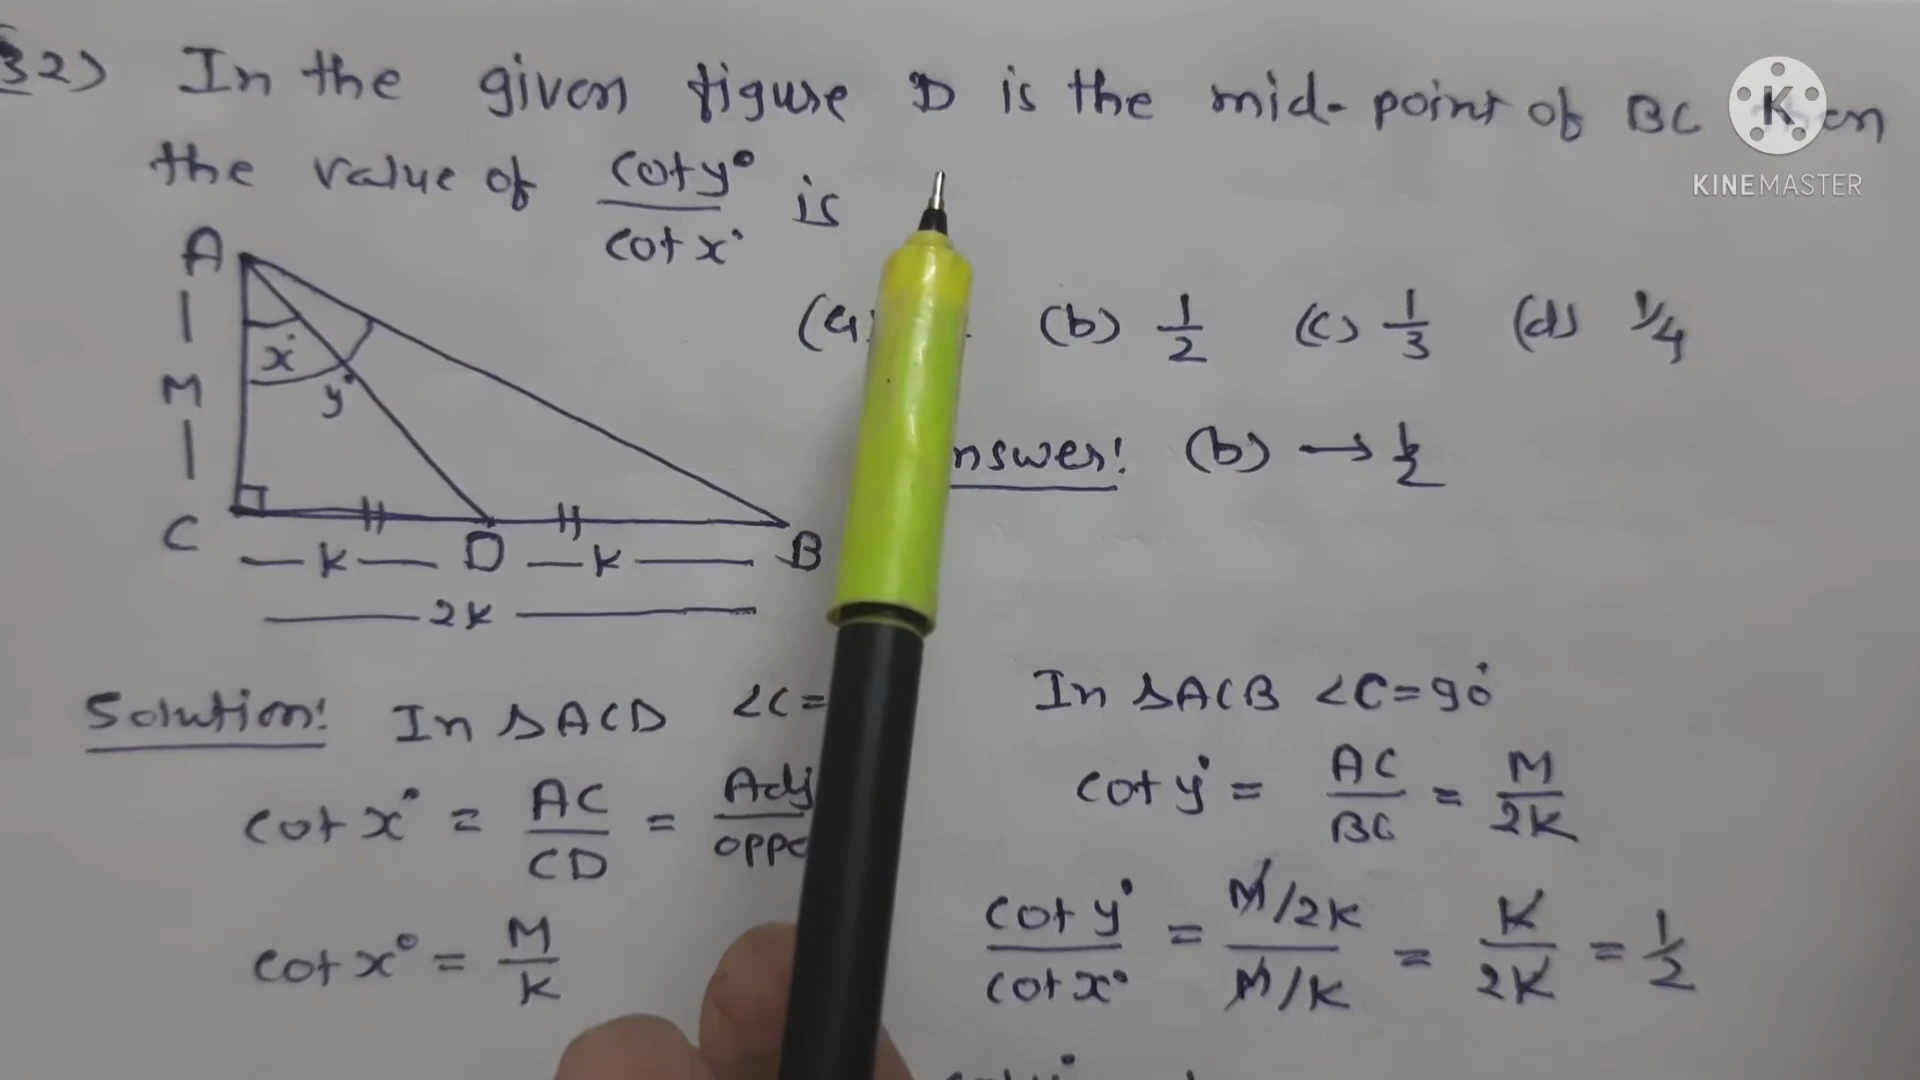 32) In the given figure D is the mid-point of BC then
the value of cot y° / cot x° is
(b) 1/2 (c) 1/3 (d) 1/4
Answer: (b) → 1/2
A
M
C
x°
y°
D
B
K
K
2K
Solution: In △ACD ∠C=
cot x° = AC/CD = Adj
cot x° = M/K
In △ACB ∠C=90°
cot y° = AC/BC = M/2K
cot y° / cot x° = M/2K / M/K = K/2K = 1/2
K
KINEMASTER